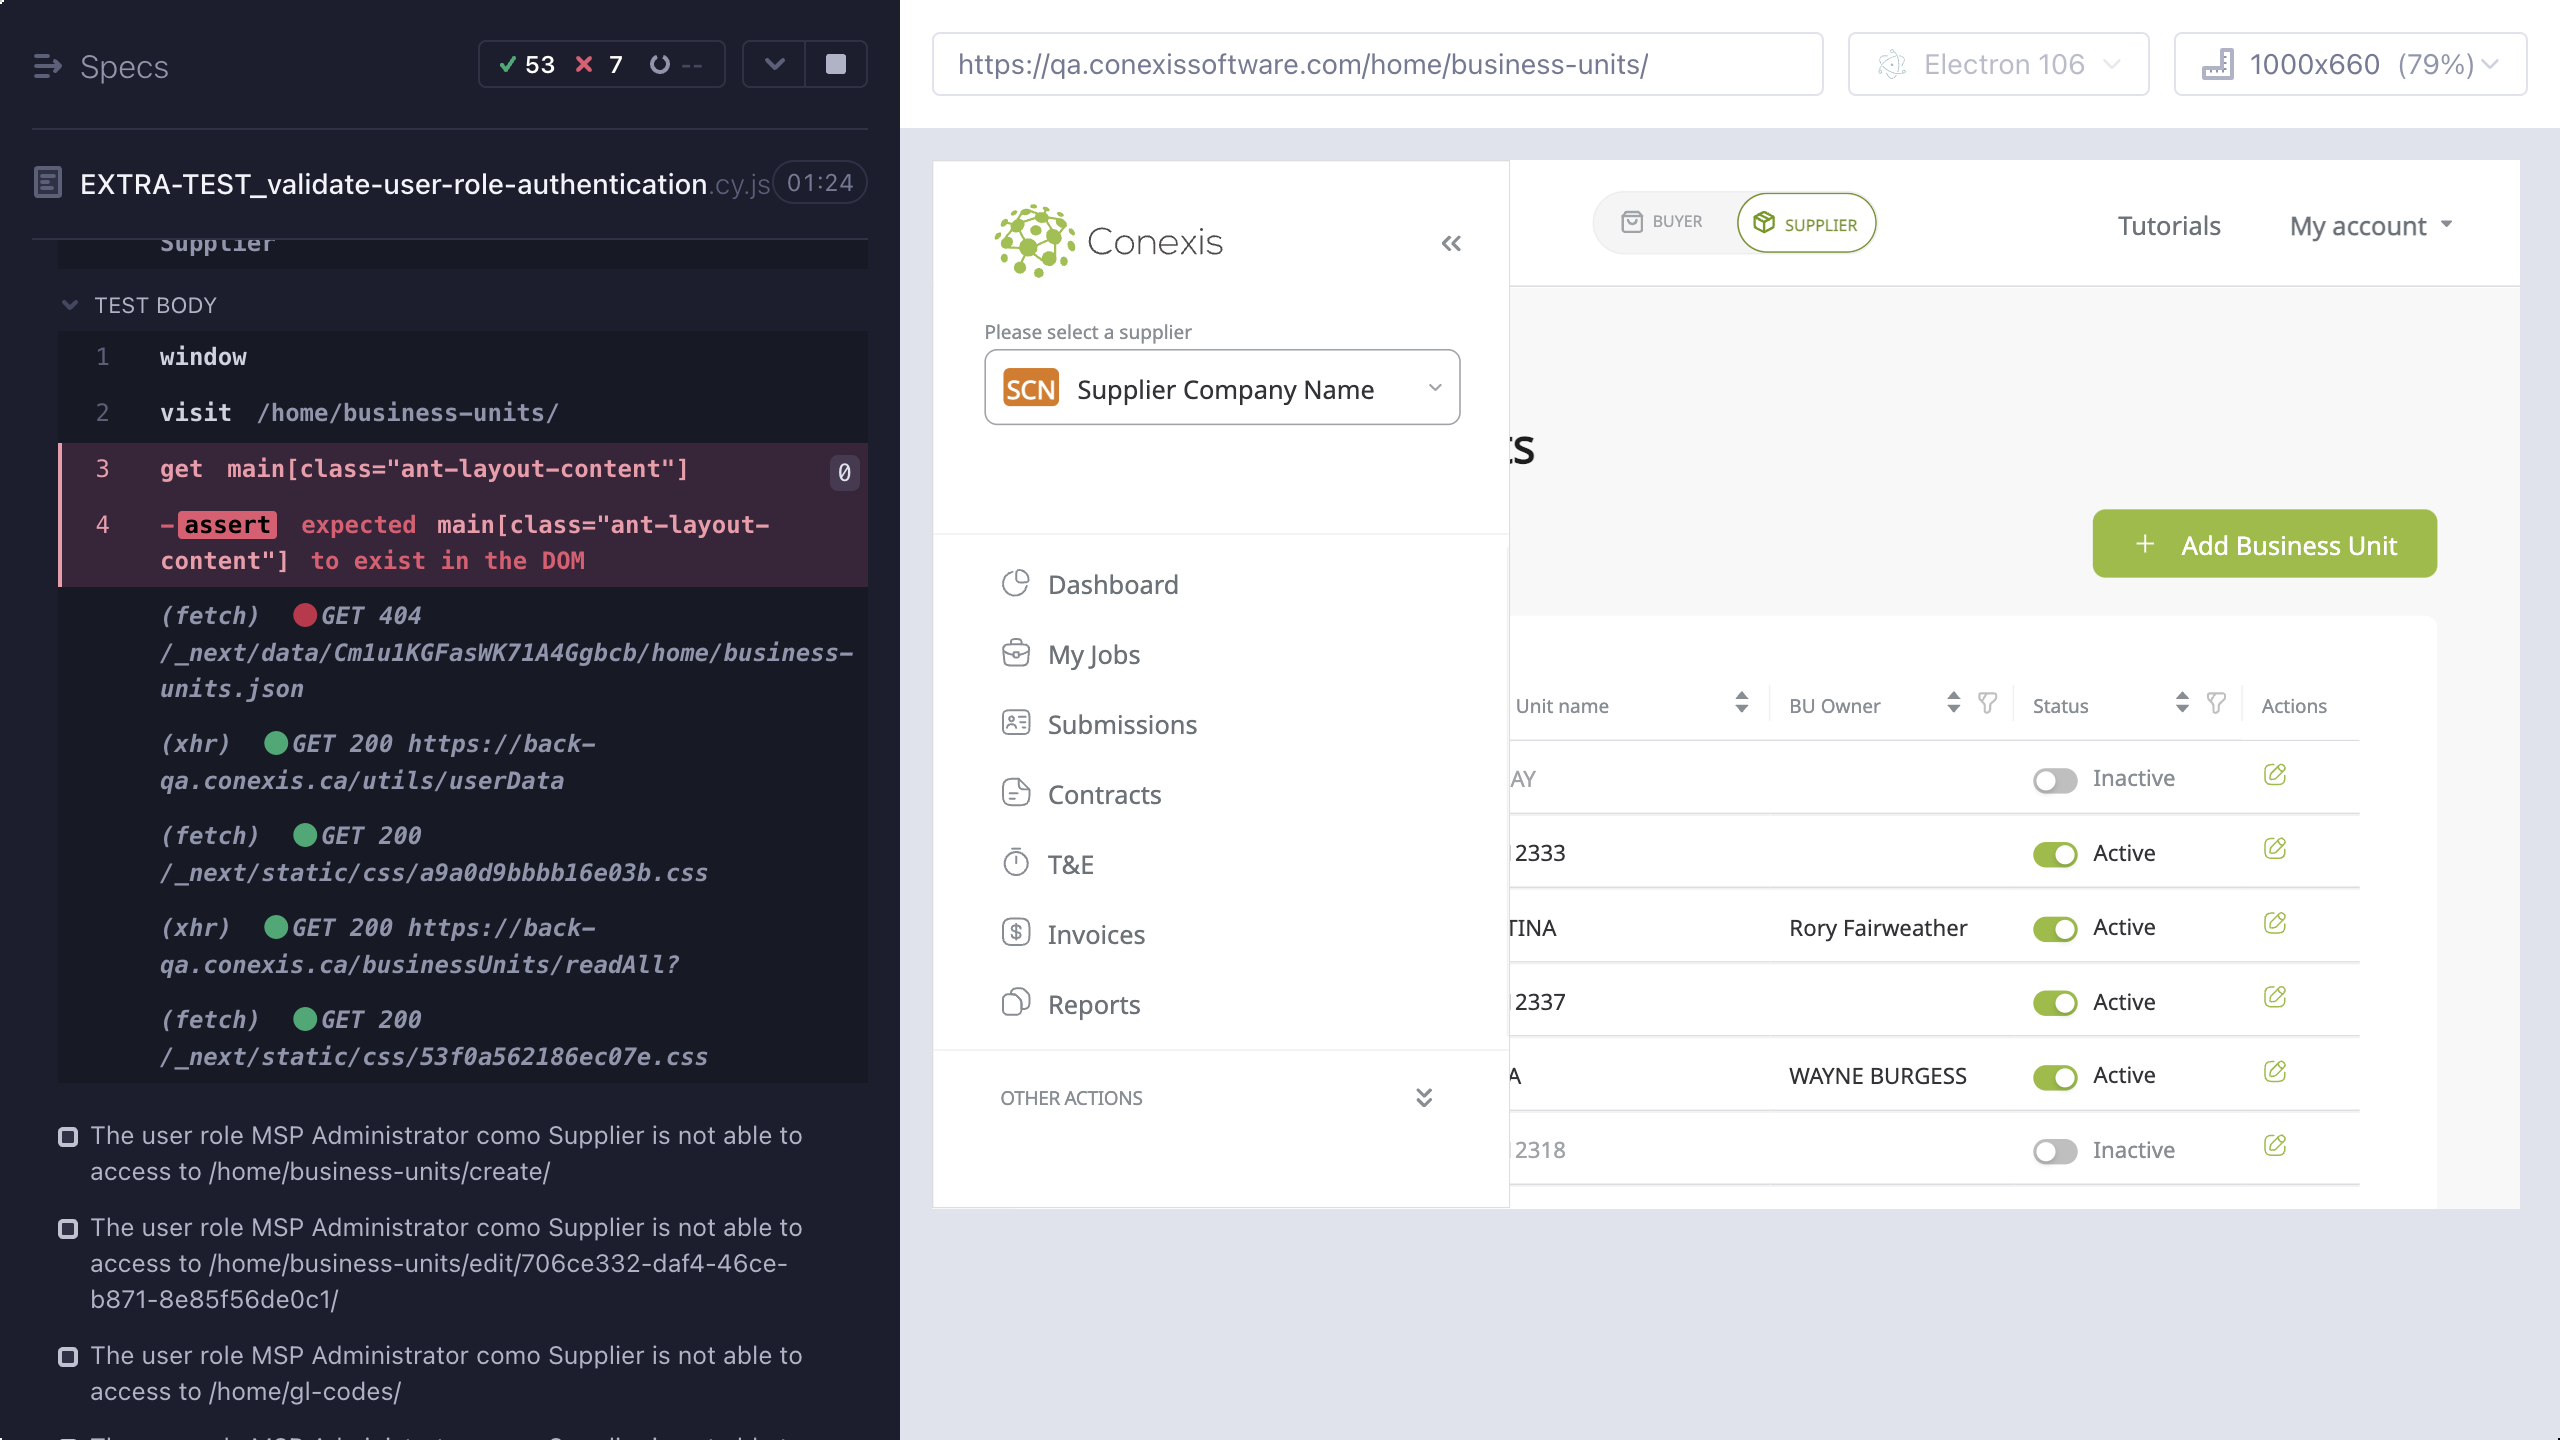 Specs
53
7
--
EXTRA-TEST_validate-user-role-authentication.cy.js
01:24
Supplier
TEST BODY
1 window
2 visit /home/business-units/
3 get main[class="ant-layout-content"] 0
4 -assert expected main[class="ant-layout-
content"] to exist in the DOM
(fetch) GET 404
/_next/data/Cm1u1KGFasWK71A4Ggbcb/home/business-
units.json
(xhr) GET 200 https://back-
qa.conexis.ca/utils/userData
(fetch) GET 200
/_next/static/css/a9a0d9bbbb16e03b.css
(xhr) GET 200 https://back-
qa.conexis.ca/businessUnits/readAll?
(fetch) GET 200
/_next/static/css/53f0a562186ec07e.css
The user role MSP Administrator como Supplier is not able to
access to /home/business-units/create/
The user role MSP Administrator como Supplier is not able to
access to /home/business-units/edit/706ce332-daf4-46ce-
b871-8e85f56de0c1/
The user role MSP Administrator como Supplier is not able to
access to /home/gl-codes/
https://qa.conexissoftware.com/home/business-units/
Electron 106
1000x660 (79%)
Conexis
Please select a supplier
SCN Supplier Company Name
Dashboard
My Jobs
Submissions
Contracts
T&E
Invoices
Reports
OTHER ACTIONS
BUYER
SUPPLIER
Tutorials
My account
ts
+ Add Business Unit
Unit name BU Owner Status Actions
AY Inactive
12333 Active
TINA Rory Fairweather Active
12337 Active
A WAYNE BURGESS Active
12318 Inactive